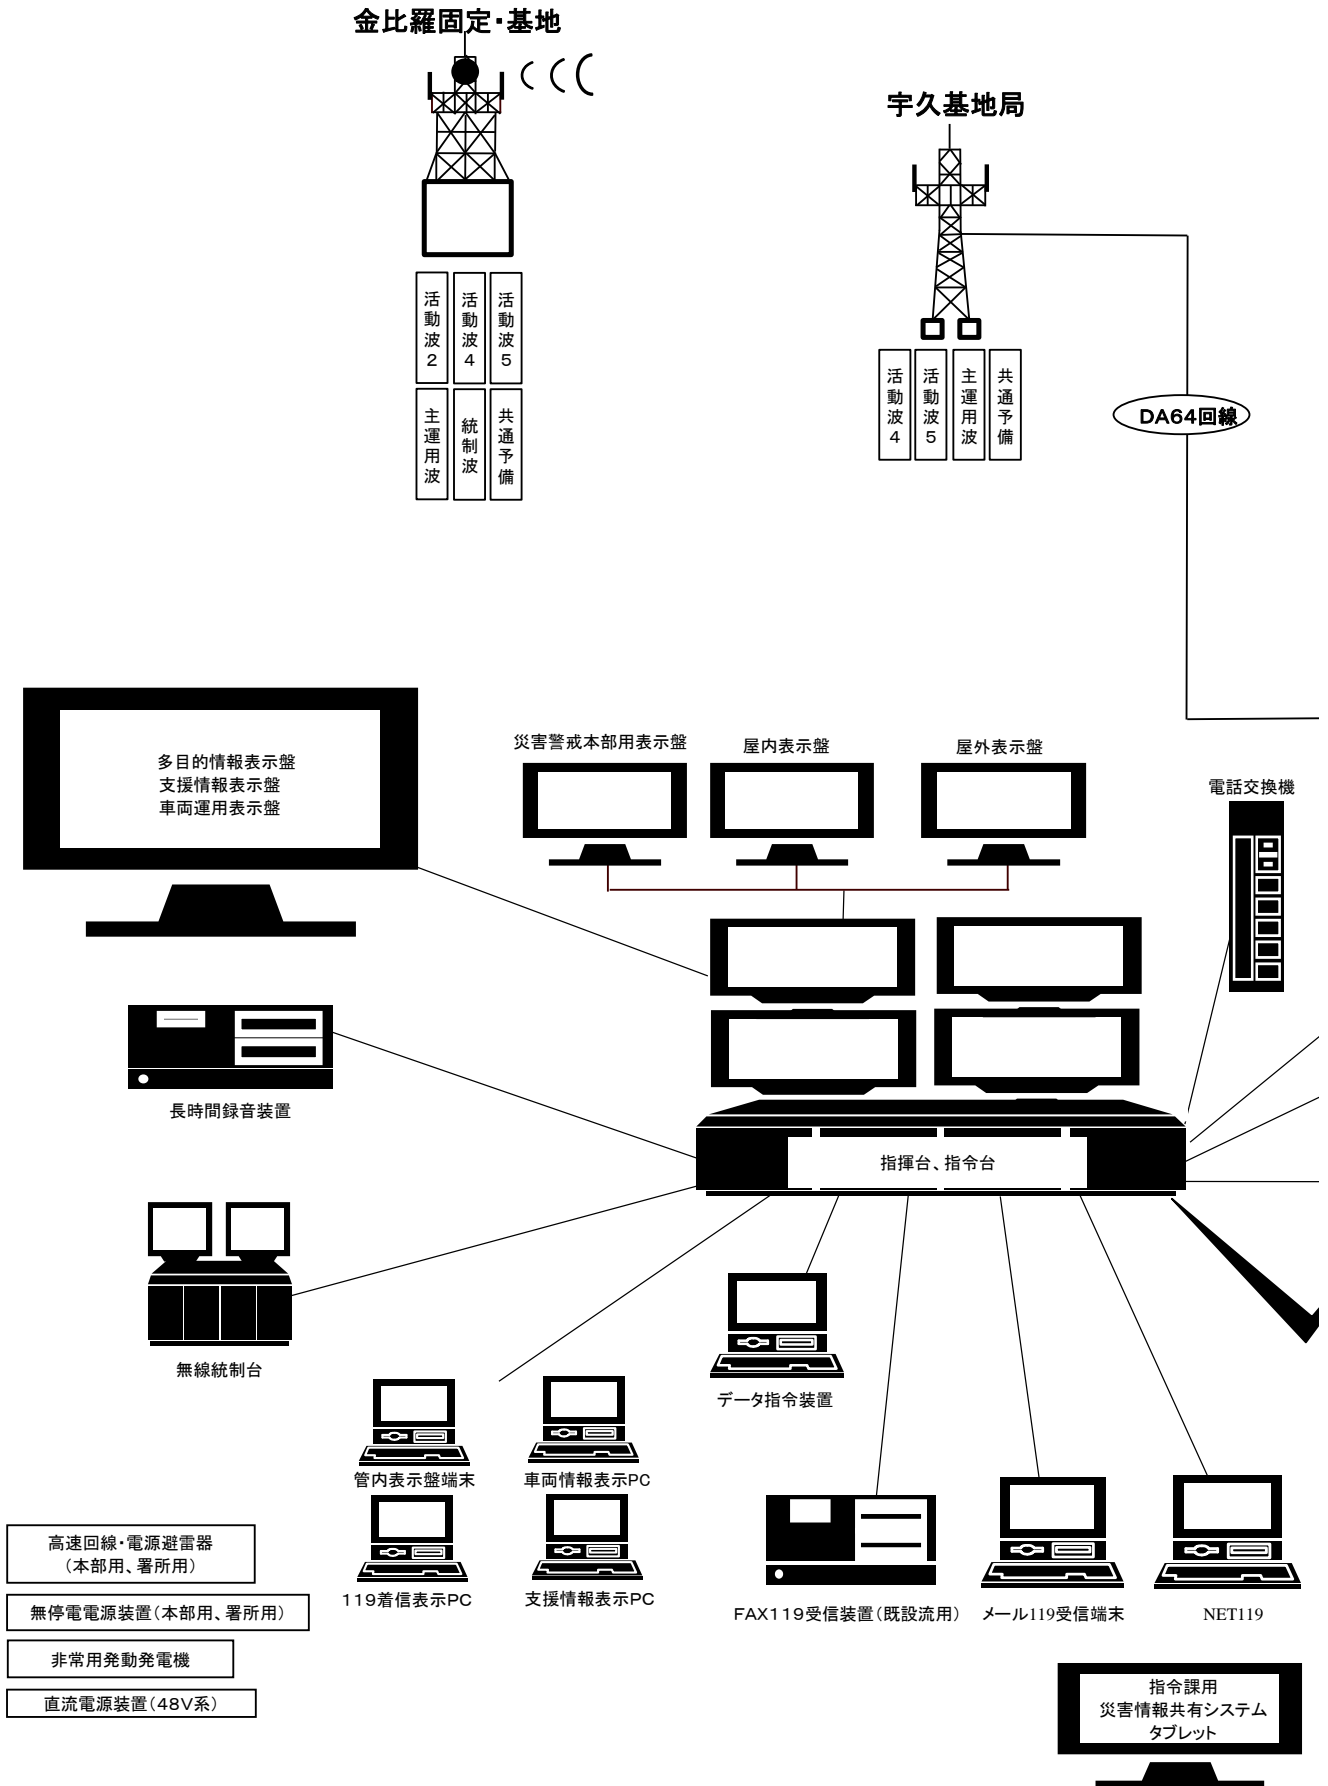 金比羅固定・基地
宇久基地局
活動波2
活動波4
活動波5
主運用波
統制波
共通予備
活動波4
活動波5
主運用波
共通予備
DA64回線
多目的情報表示盤
支援情報表示盤
車両運用表示盤
災害警戒本部用表示盤
屋内表示盤
屋外表示盤
電話交換機
長時間録音装置
指揮台、指令台
無線統制台
データ指令装置
管内表示盤端末
車両情報表示PC
119着信表示PC
支援情報表示PC
FAX119受信装置(既設流用)
メール119受信端末
NET119
高速回線・電源避雷器
(本部用、署所用)
無停電電源装置(本部用、署所用)
非常用発動発電機
直流電源装置(48V系)
指令課用
災害情報共有システム
タブレット